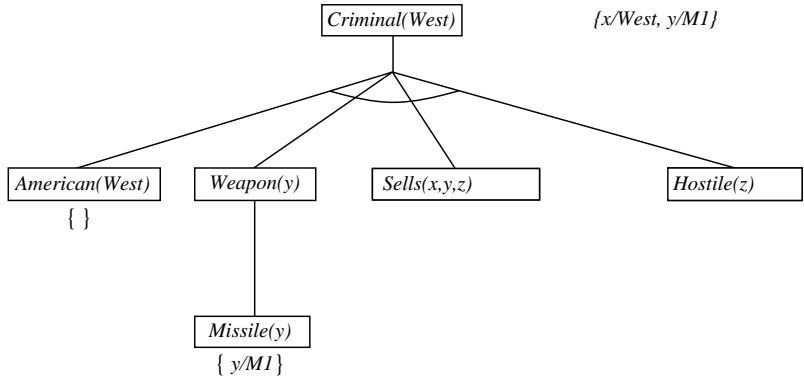 Criminal(West)
{x/West, y/M1}
American(West)
Weapon(y)
Sells(x,y,z)
Hostile(z)
{ }
Missile(y)
{ y/M1 }